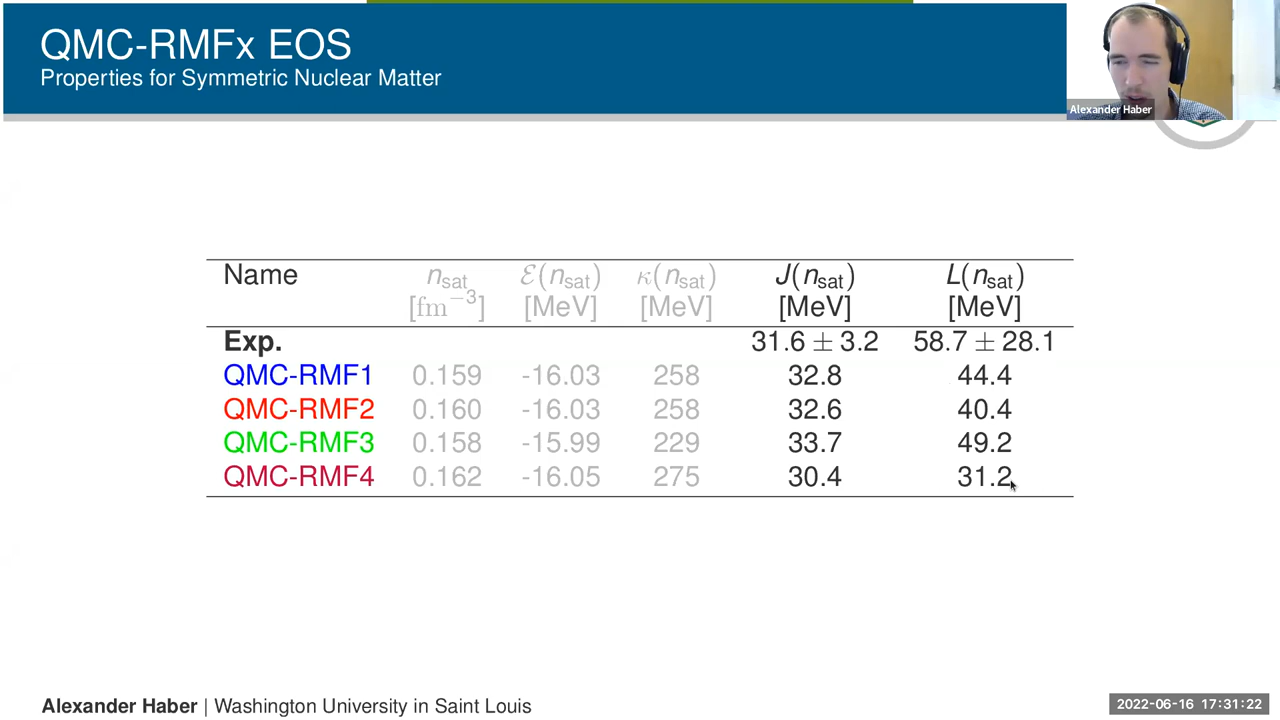 QMC-RMFx EOS
Properties for Symmetric Nuclear Matter
Alexander Haber
Name n_sat ℰ(n_sat) κ(n_sat) J(n_sat) L(n_sat)
[fm⁻³] [MeV] [MeV] [MeV] [MeV]
Exp. 31.6 ± 3.2 58.7 ± 28.1
QMC-RMF1 0.159 -16.03 258 32.8 44.4
QMC-RMF2 0.160 -16.03 258 32.6 40.4
QMC-RMF3 0.158 -15.99 229 33.7 49.2
QMC-RMF4 0.162 -16.05 275 30.4 31.2
Alexander Haber | Washington University in Saint Louis
2022-06-16 17:31:22